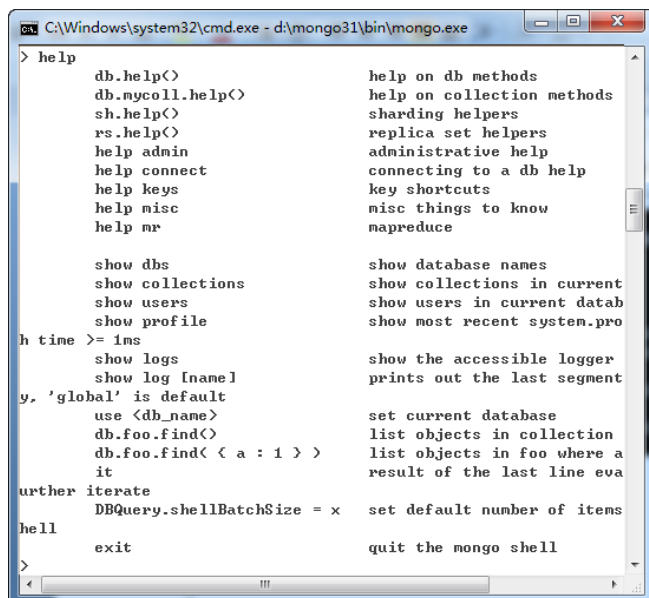 C:\Windows\system32\cmd.exe - d:\mongo31\bin\mongo.exe
> help
db.help() help on db methods
db.mycoll.help() help on collection methods
sh.help() sharding helpers
rs.help() replica set helpers
help admin administrative help
help connect connecting to a db help
help keys key shortcuts
help misc misc things to know
help mr mapreduce
show dbs show database names
show collections show collections in current
show users show users in current datab
show profile show most recent system.pro
h time >= 1ms
show logs show the accessible logger
show log [name] prints out the last segment
y, 'global' is default
use <db_name> set current database
db.foo.find() list objects in collection
db.foo.find( { a : 1 } ) list objects in foo where a
it result of the last line eva
urther iterate
DBQuery.shellBatchSize = x set default number of items
hell
exit quit the mongo shell
>